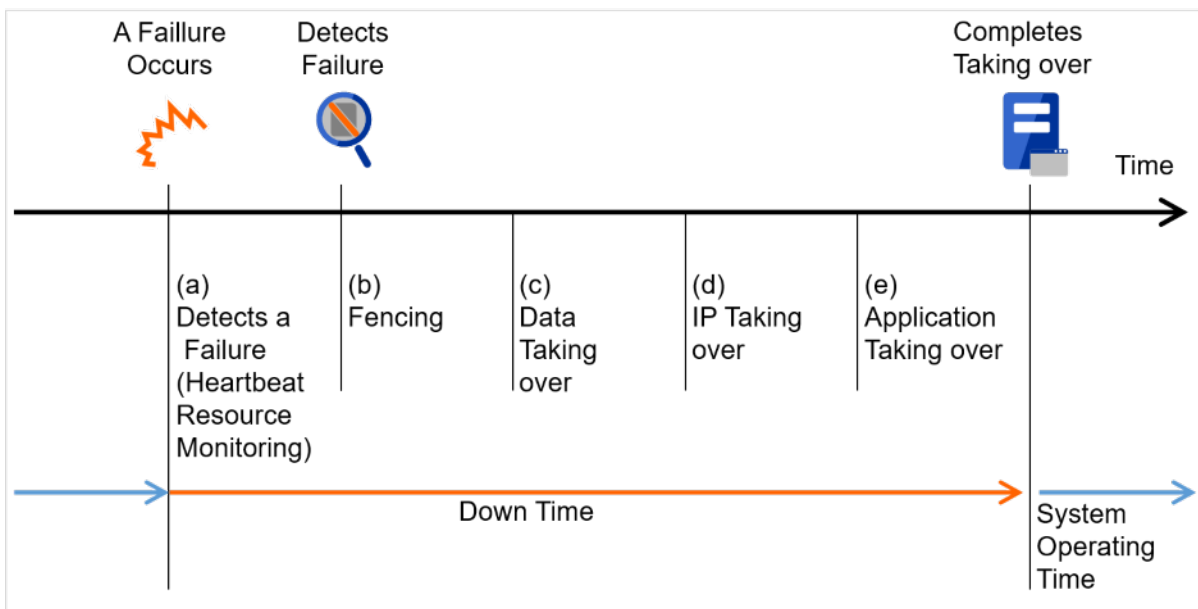 A Faillure
Occurs
Detects
Failure
Completes
Taking over
Time
(a)
Detects a
Failure
(Heartbeat
Resource
Monitoring)
(b)
Fencing
(c)
Data
Taking
over
(d)
IP Taking
over
(e)
Application
Taking over
Down Time
System
Operating
Time